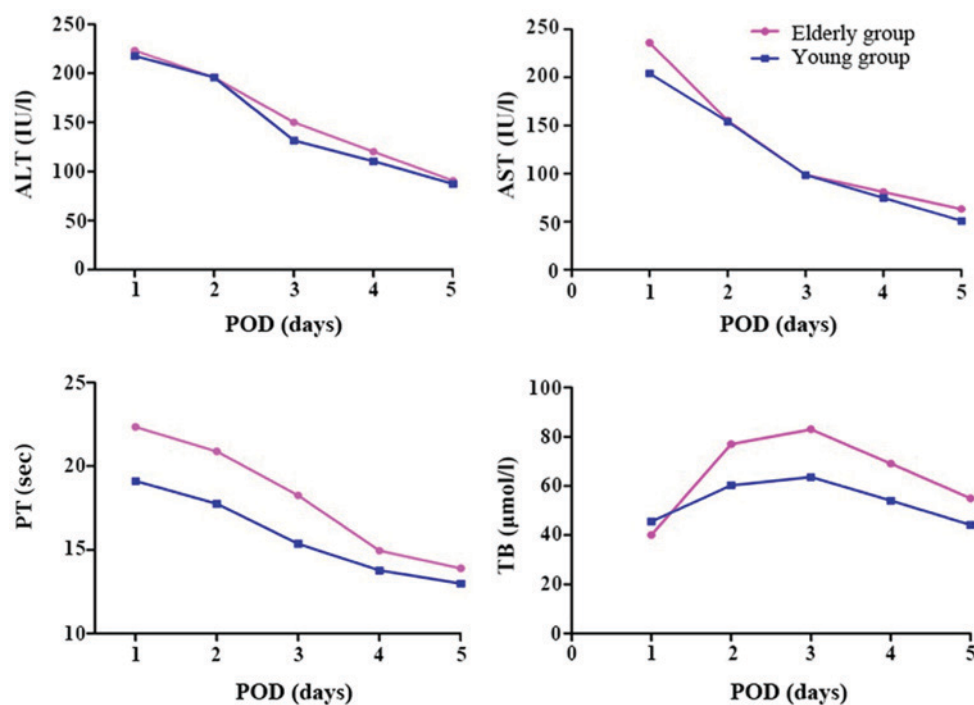 ALT (IU/l)
250
200
150
100
50
0
1 2 3 4 5
POD (days)
AST (IU/l)
250
200
150
100
50
0
0 1 2 3 4 5
POD (days)
Elderly group
Young group
PT (sec)
25
20
15
10
1 2 3 4 5
POD (days)
TB (µmol/l)
100
80
60
40
20
0
0 1 2 3 4 5
POD (days)